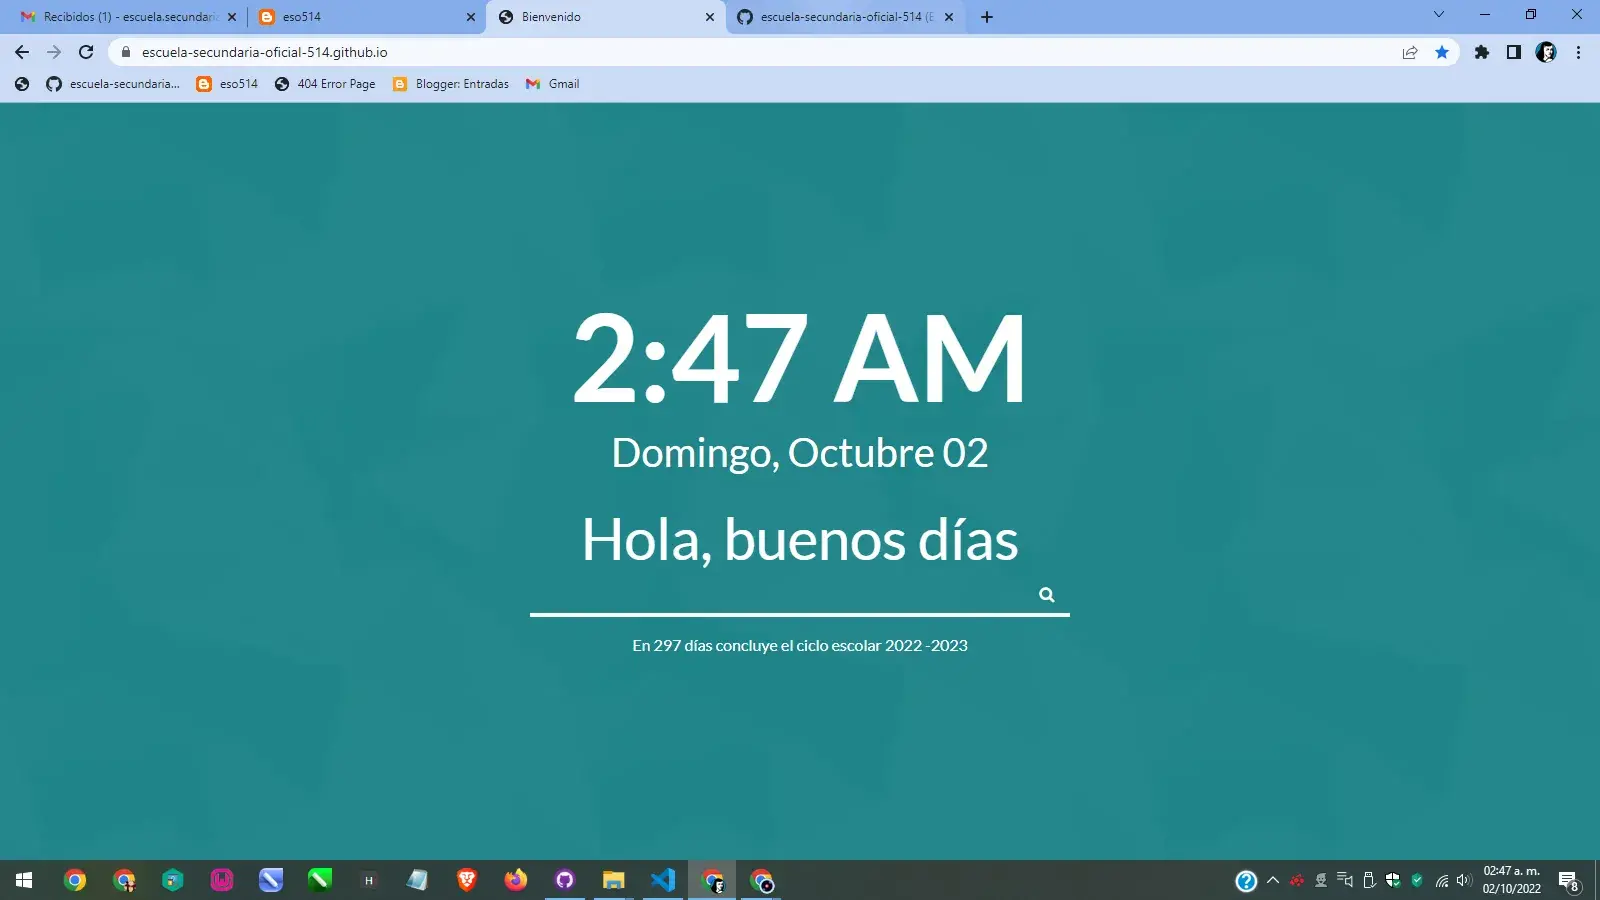 Recibidos (1) - escuela.secundari
eso514
Bienvenido
escuela-secundaria-oficial-514 (E
escuela-secundaria-oficial-514.github.io
escuela-secundaria...
eso514
404 Error Page
Blogger: Entradas
Gmail
2:47 AM
Domingo, Octubre 02
Hola, buenos días
En 297 días concluye el ciclo escolar 2022 -2023
H
02:47 a. m.
02/10/2022
8